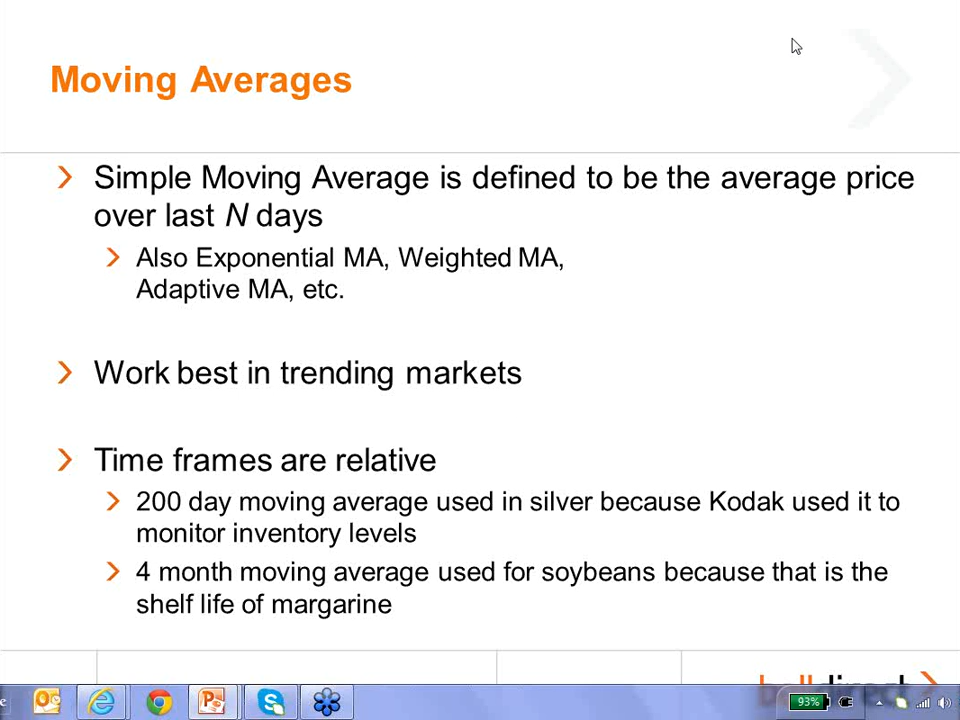 Moving Averages
Simple Moving Average is defined to be the average price
over last N days
Also Exponential MA, Weighted MA,
Adaptive MA, etc.
Work best in trending markets
Time frames are relative
200 day moving average used in silver because Kodak used it to
monitor inventory levels
4 month moving average used for soybeans because that is the
shelf life of margarine
93%